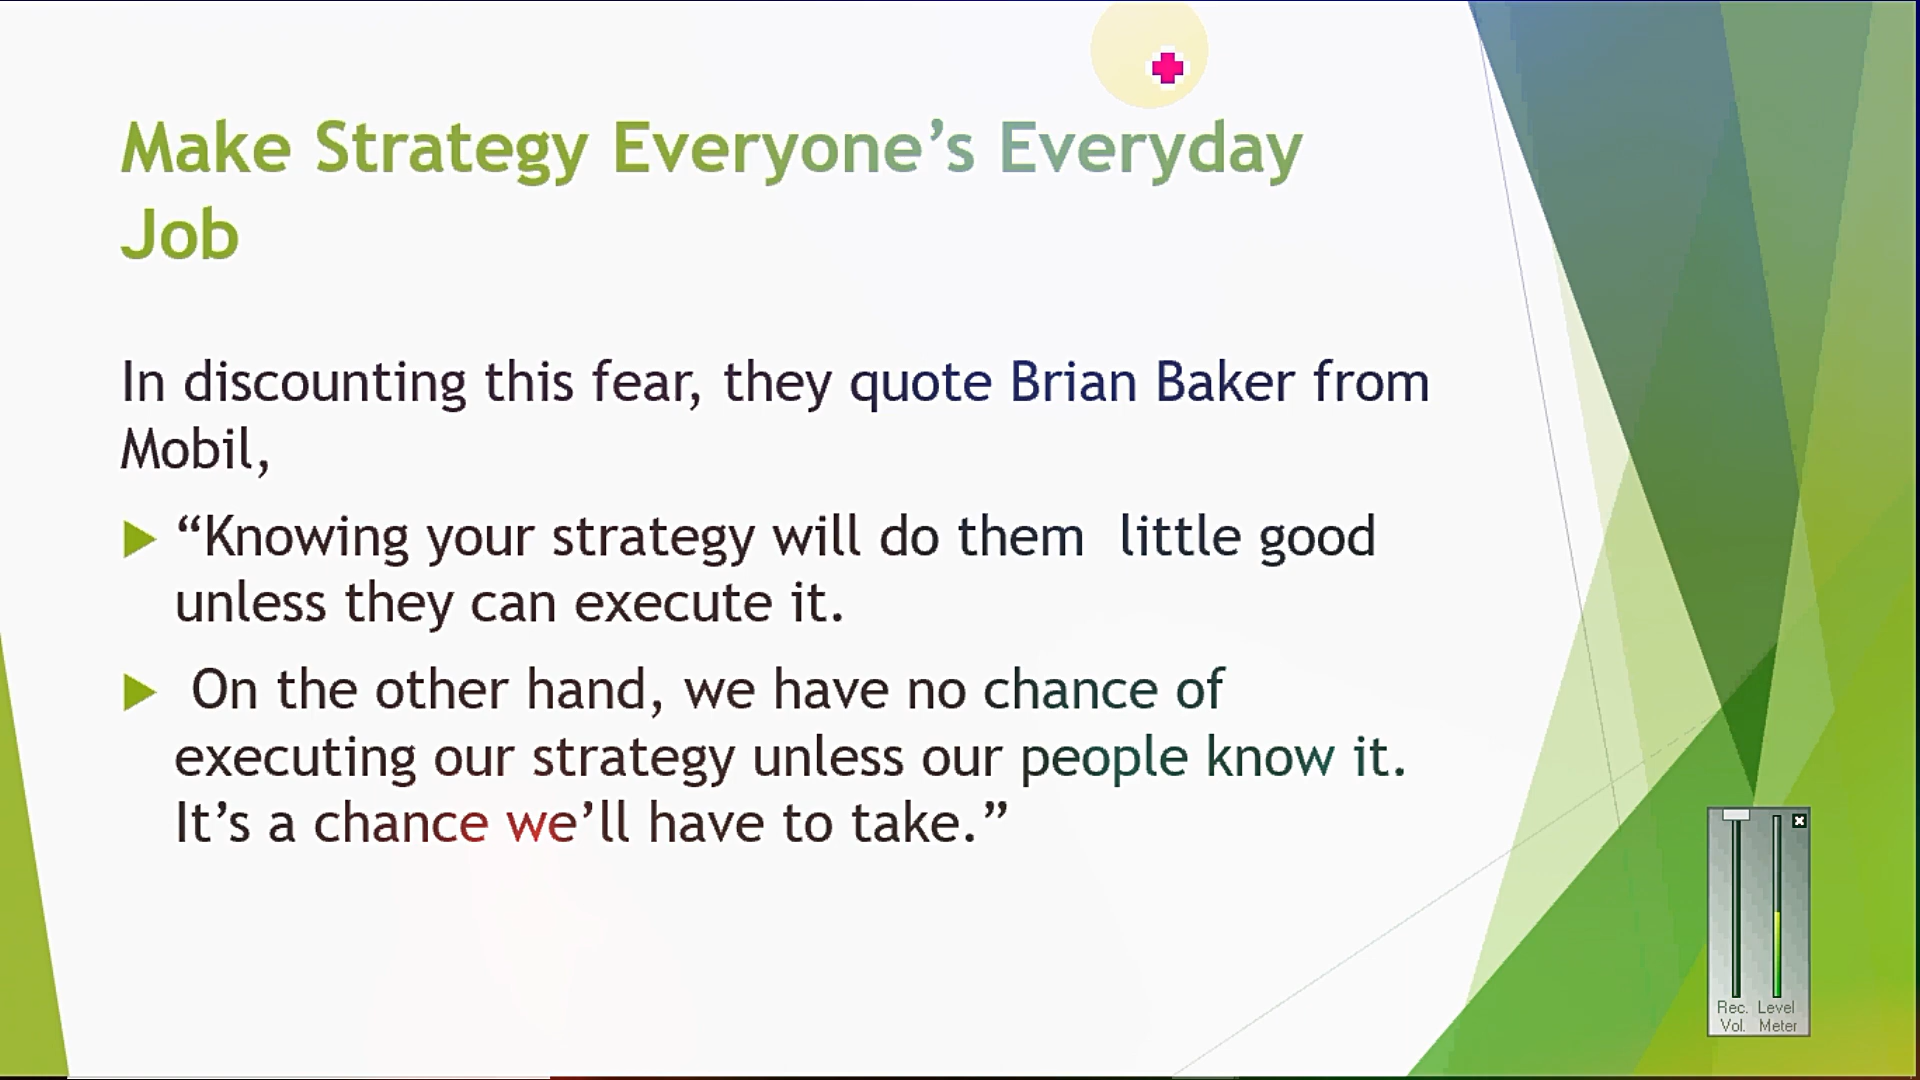 Make Strategy Everyone’s Everyday
Job
In discounting this fear, they quote Brian Baker from
Mobil,
“Knowing your strategy will do them  little good
unless they can execute it.
On the other hand, we have no chance of
executing our strategy unless our people know it.
It’s a chance we’ll have to take.”
Rec. Level
Vol. Meter